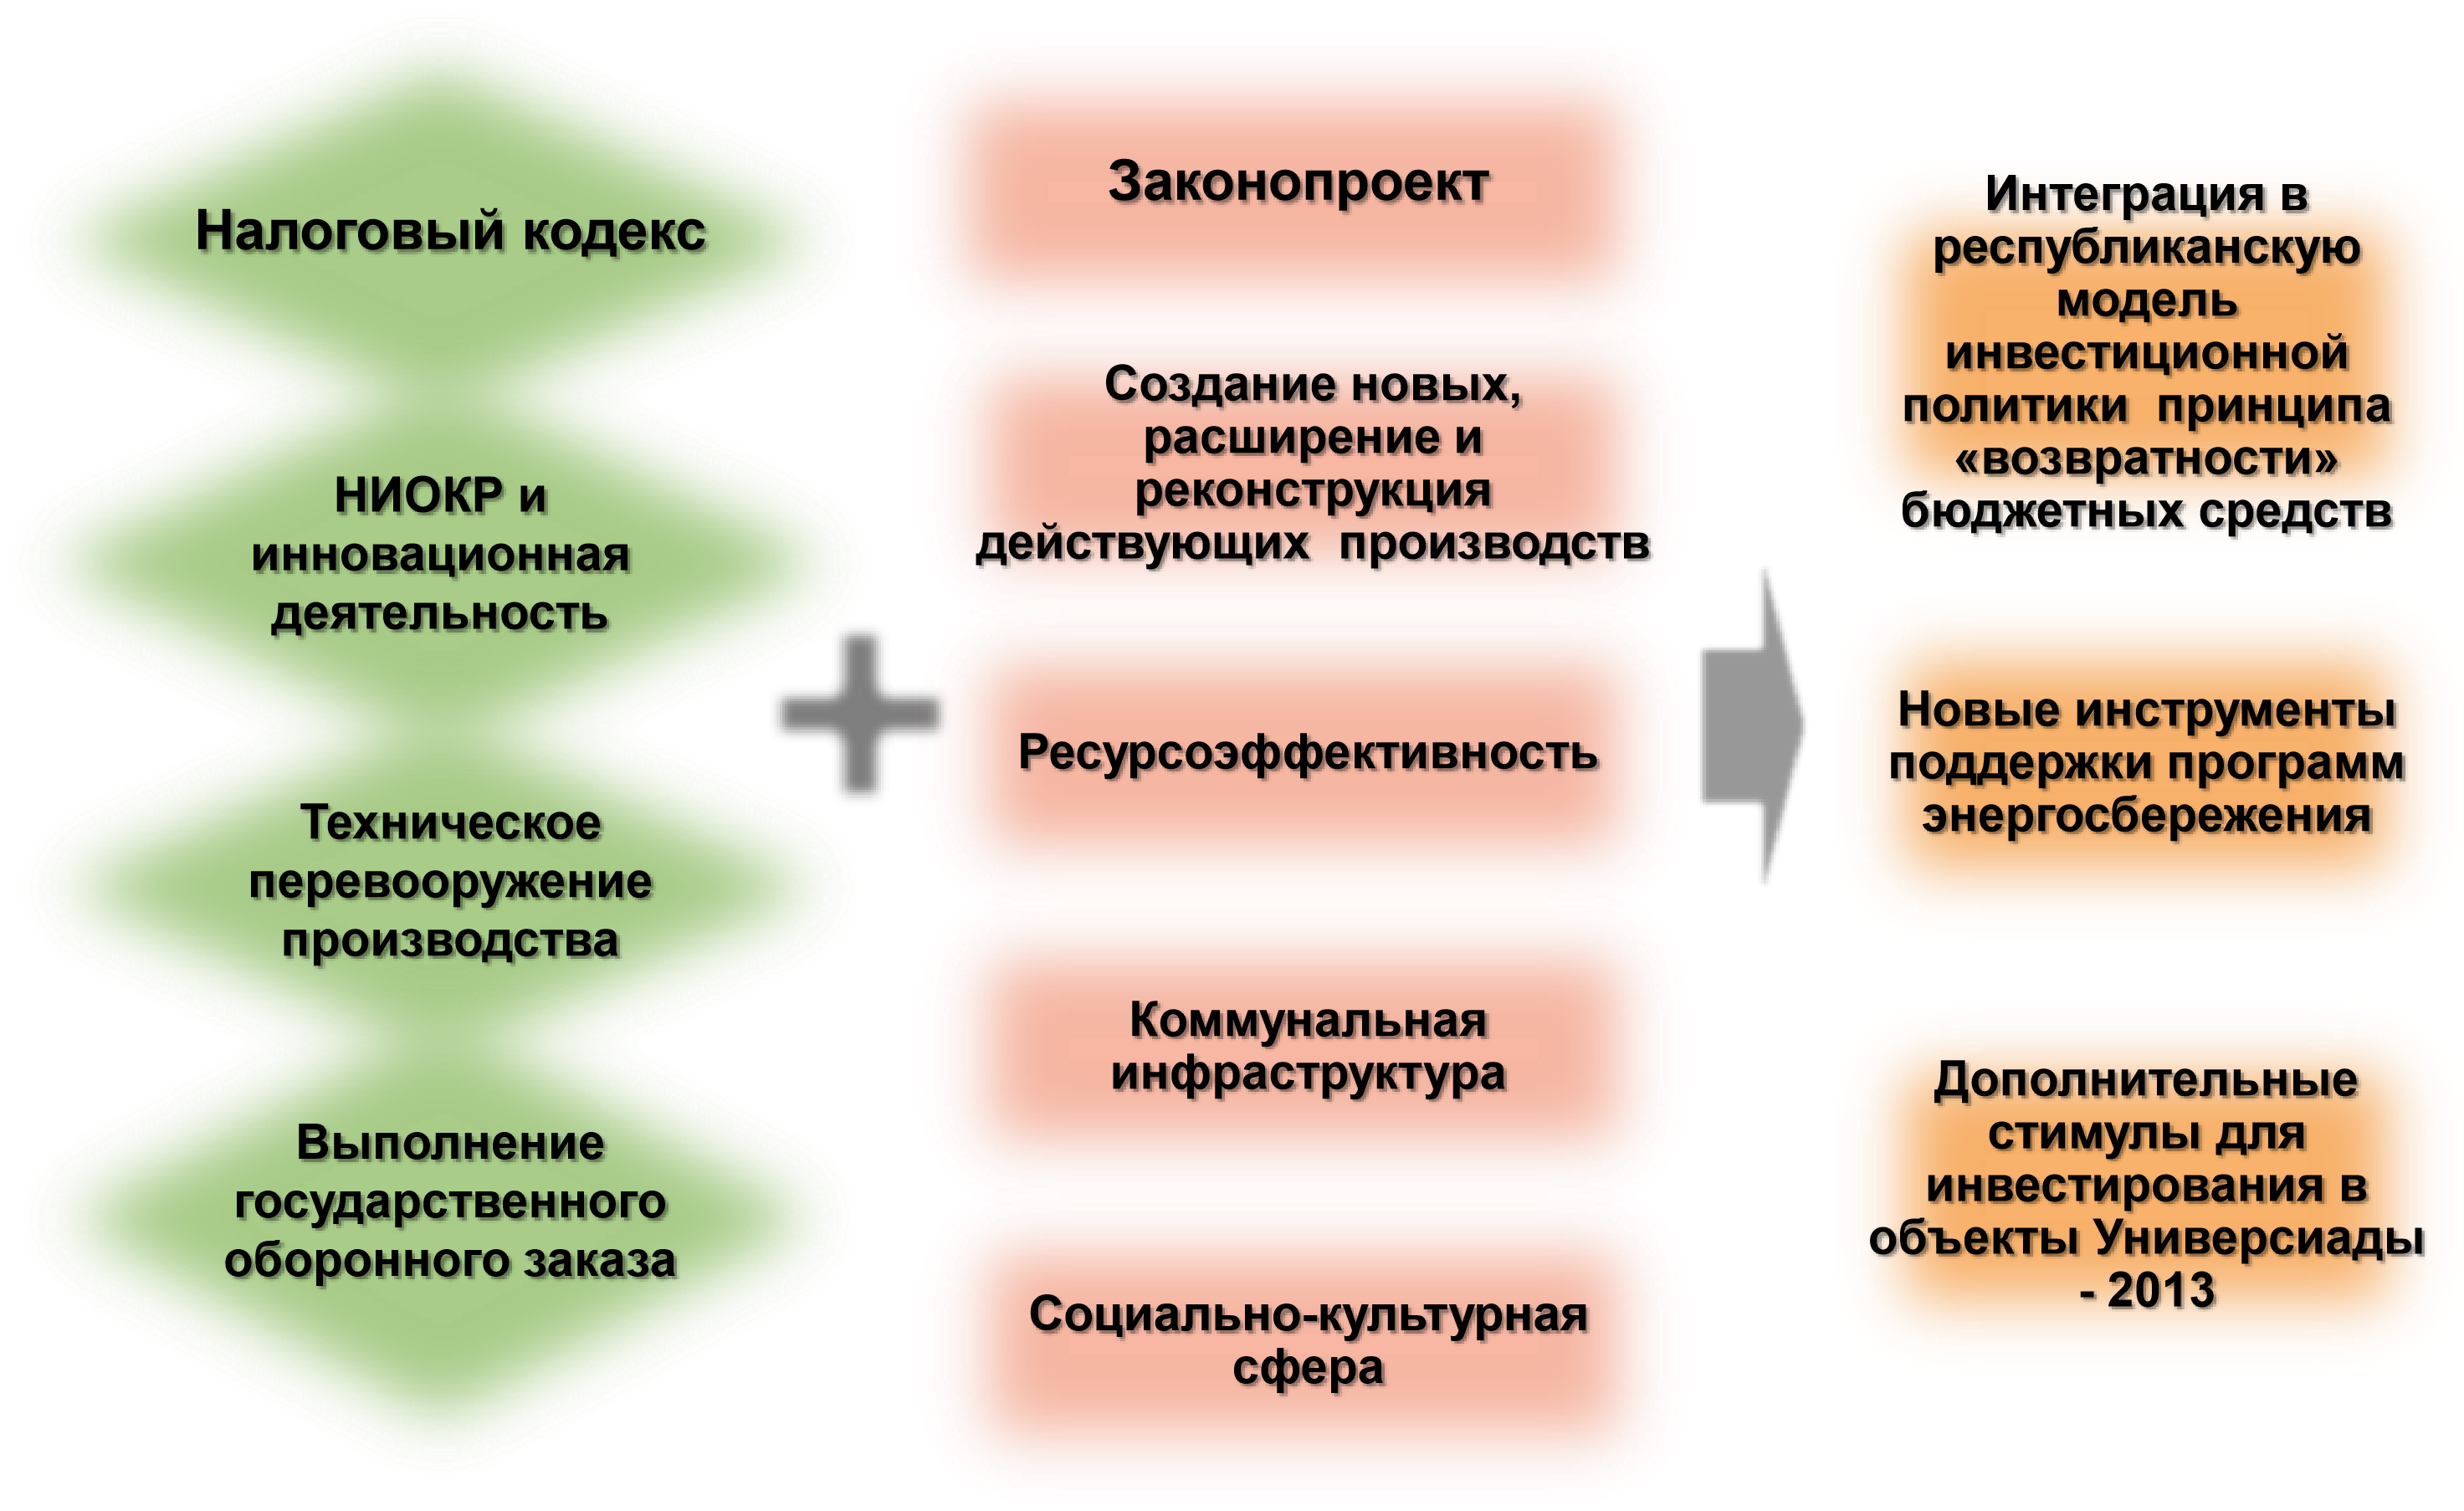 Налоговый кодекс
НИОКР и
инновационная
деятельность
Техническое
перевооружение
производства
Выполнение
государственного
оборонного заказа
Законопроект
Создание новых,
расширение и
реконструкция
действующих производств
Ресурсоэффективность
Коммунальная
инфраструктура
Социально-культурная
сфера
Интеграция в
республиканскую
модель
инвестиционной
политики принципа
«возвратности»
бюджетных средств
Новые инструменты
поддержки программ
энергосбережения
Дополнительные
стимулы для
инвестирования в
объекты Универсиады
- 2013